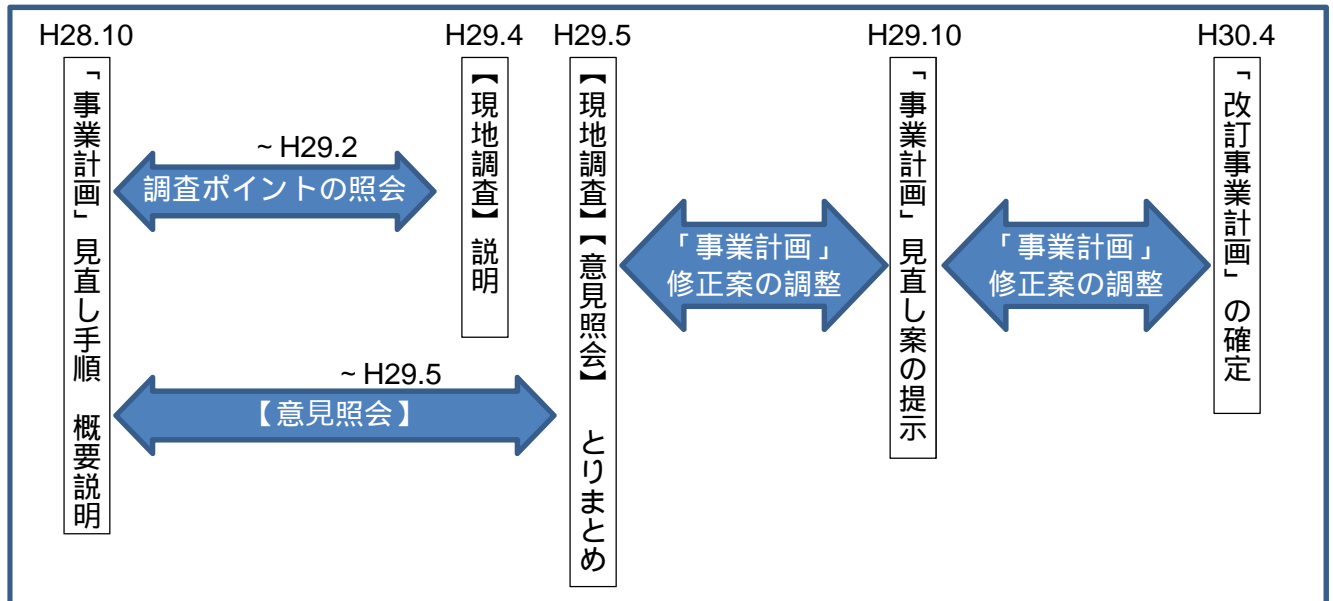 H28.10
H29.4
H29.5
H29.10
H30.4
「事業計画」見直し手順　概要説明
~ H29.2
調査ポイントの照会
~ H29.5
【意見照会】
【現地調査】説明
【現地調査】【意見照会】　とりまとめ
「事業計画」
修正案の調整
「事業計画」見直し案の提示
「事業計画」
修正案の調整
「改訂事業計画」の確定